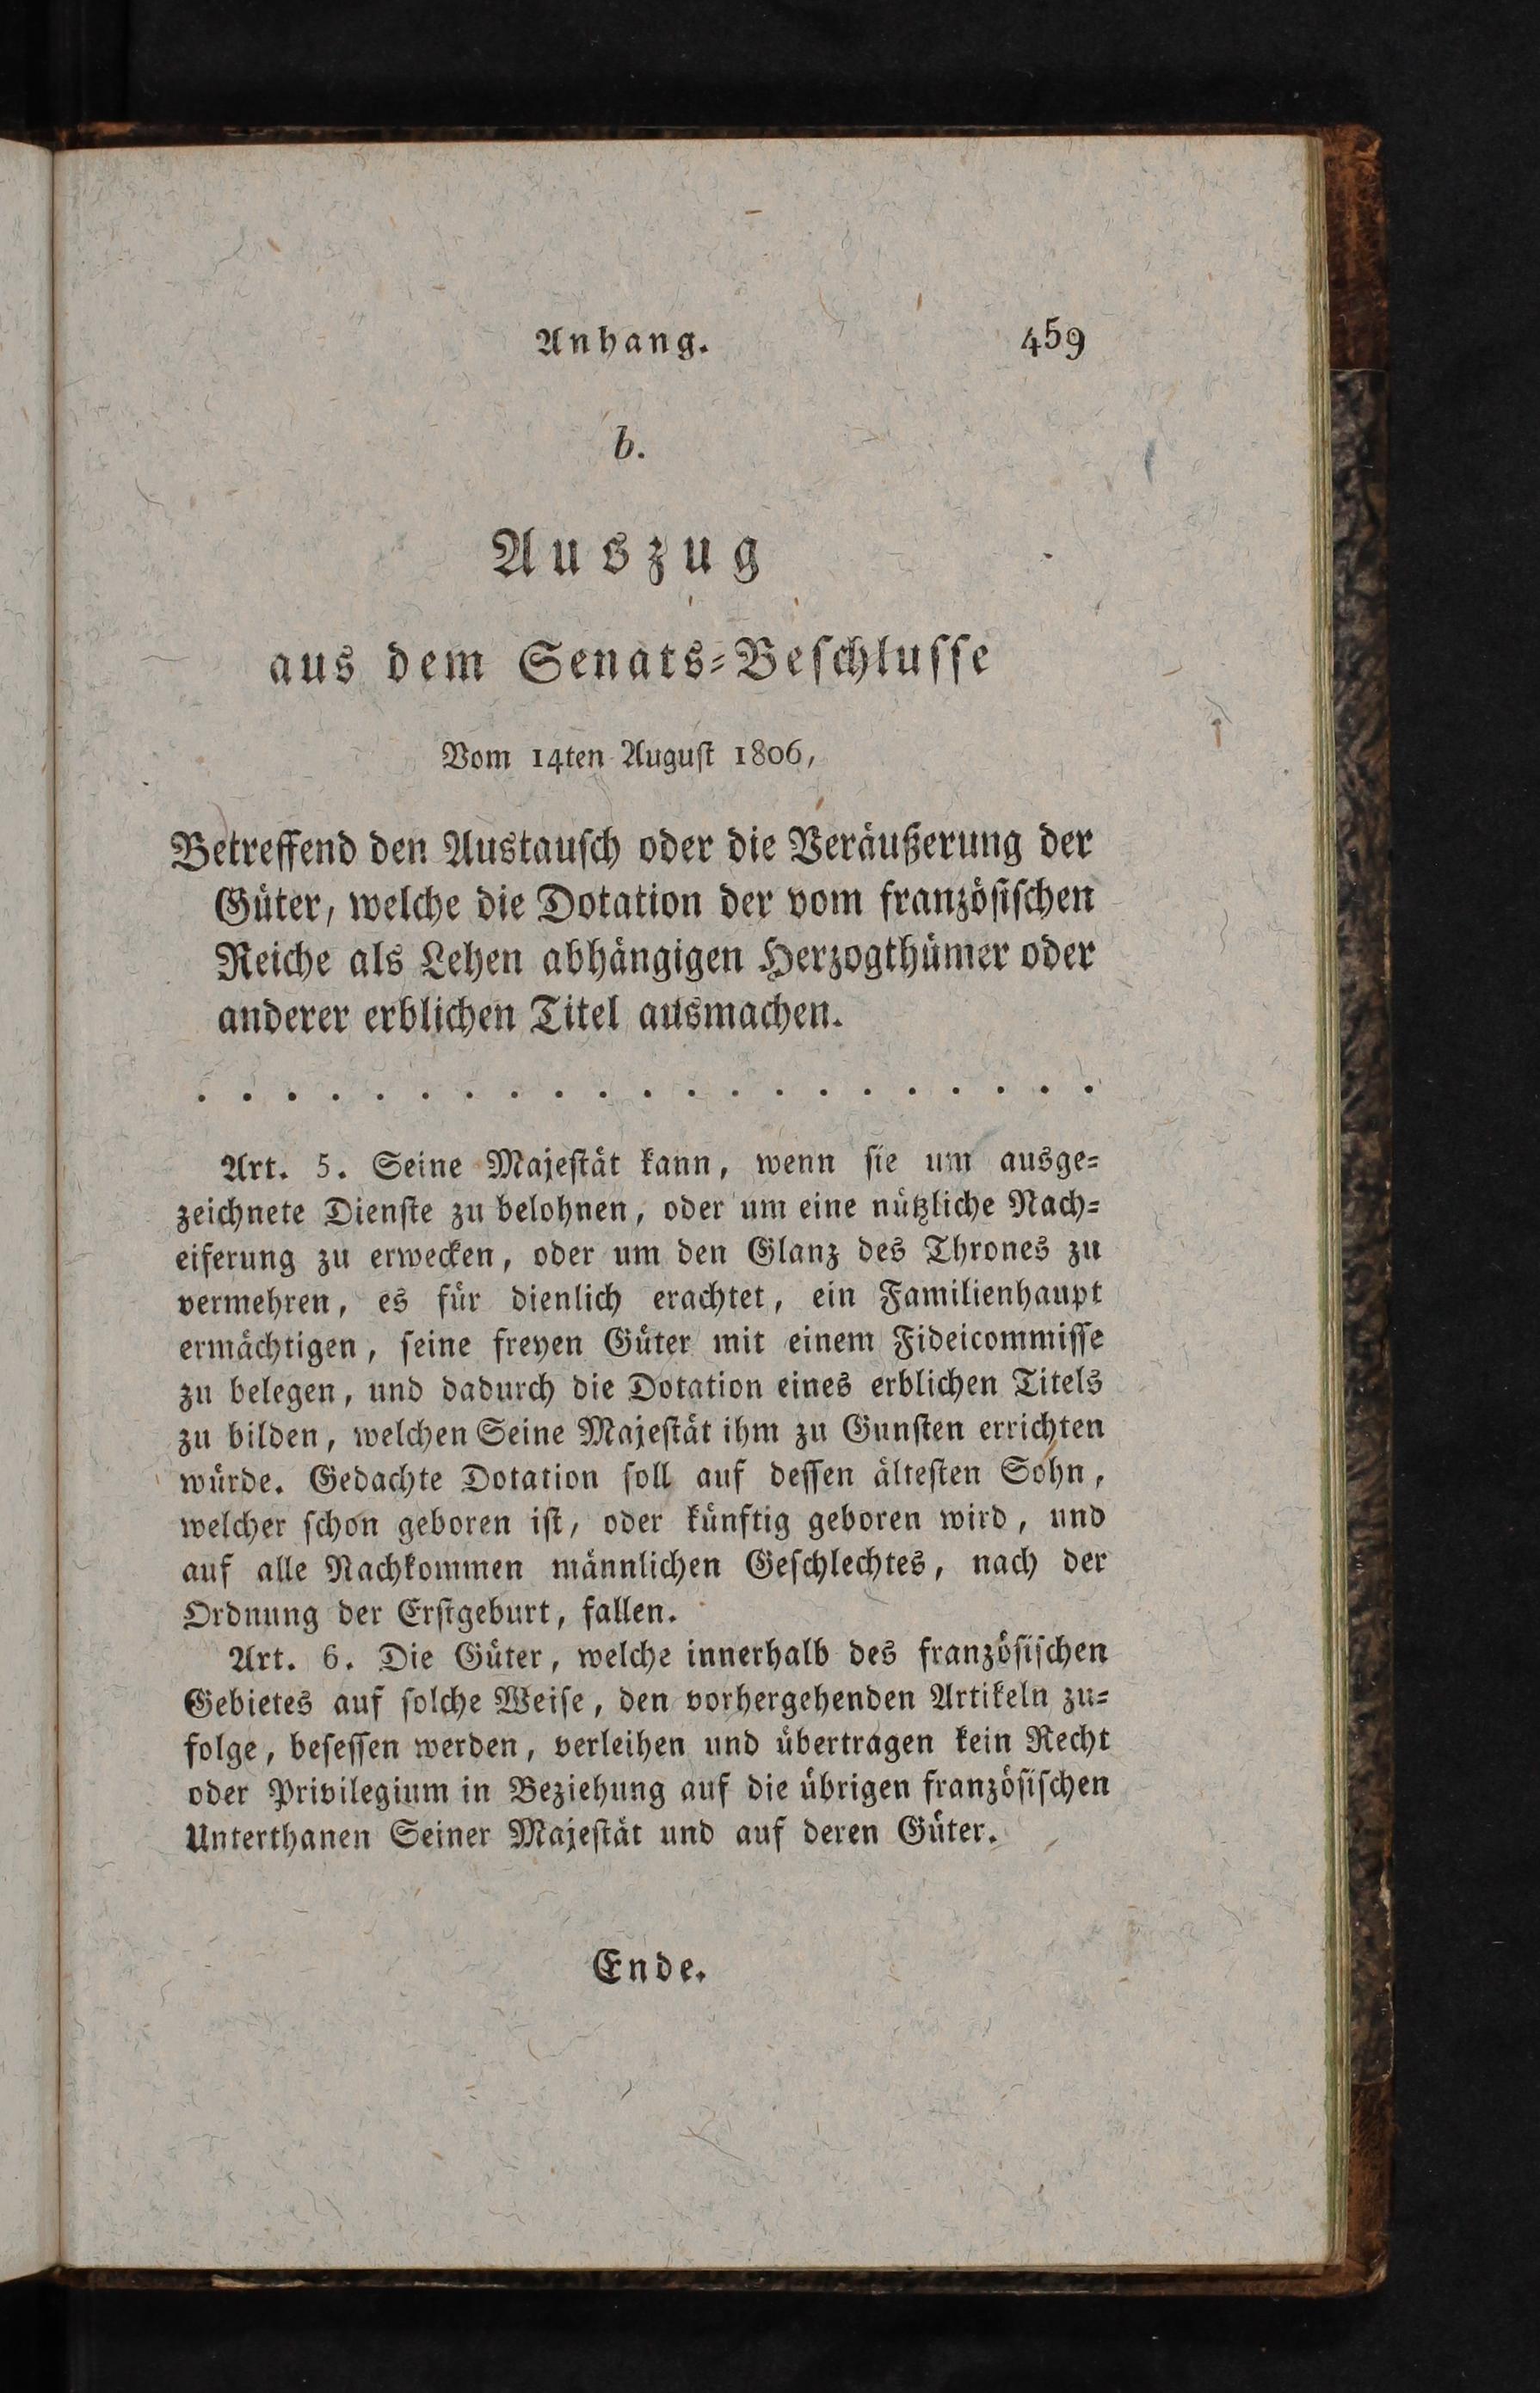 Anhang. 459
b.
Auszug
aus dem Senats-Beſchluſſe
Vom 14ten Auguſt 1806,
Betreffend den Austauſch oder die Veräußerung der
Güter, welche die Dotation der vom franzöſiſchen
Reiche als Lehen abhängigen Herzogthümer oder
anderer erblichen Titel ausmachen.
. . . . . . . . . . . . . . . . . . . . .
Art. 5. Seine Majeſtät kann, wenn ſie um ausge-
zeichnete Dienſte zu belohnen, oder um eine nützliche Nach-
eiferung zu erwecken, oder um den Glanz des Thrones zu
vermehren, es für dienlich erachtet, ein Familienhaupt
ermächtigen, ſeine freyen Güter mit einem Fideicommiſſe
zu belegen, und dadurch die Dotation eines erblichen Titels
zu bilden, welchen Seine Majeſtät ihm zu Gunſten errichten
würde. Gedachte Dotation ſoll auf deſſen älteſten Sohn,
welcher ſchon geboren iſt, oder künftig geboren wird, und
auf alle Nachkommen männlichen Geſchlechtes, nach der
Ordnung der Erſtgeburt, fallen.
Art. 6. Die Güter, welche innerhalb des franzöſiſchen
Gebietes auf ſolche Weiſe, den vorhergehenden Artikeln zu-
folge, beſeſſen werden, verleihen und übertragen kein Recht
oder Privilegium in Beziehung auf die übrigen franzöſiſchen
Unterthanen Seiner Majeſtät und auf deren Güter.
Ende.